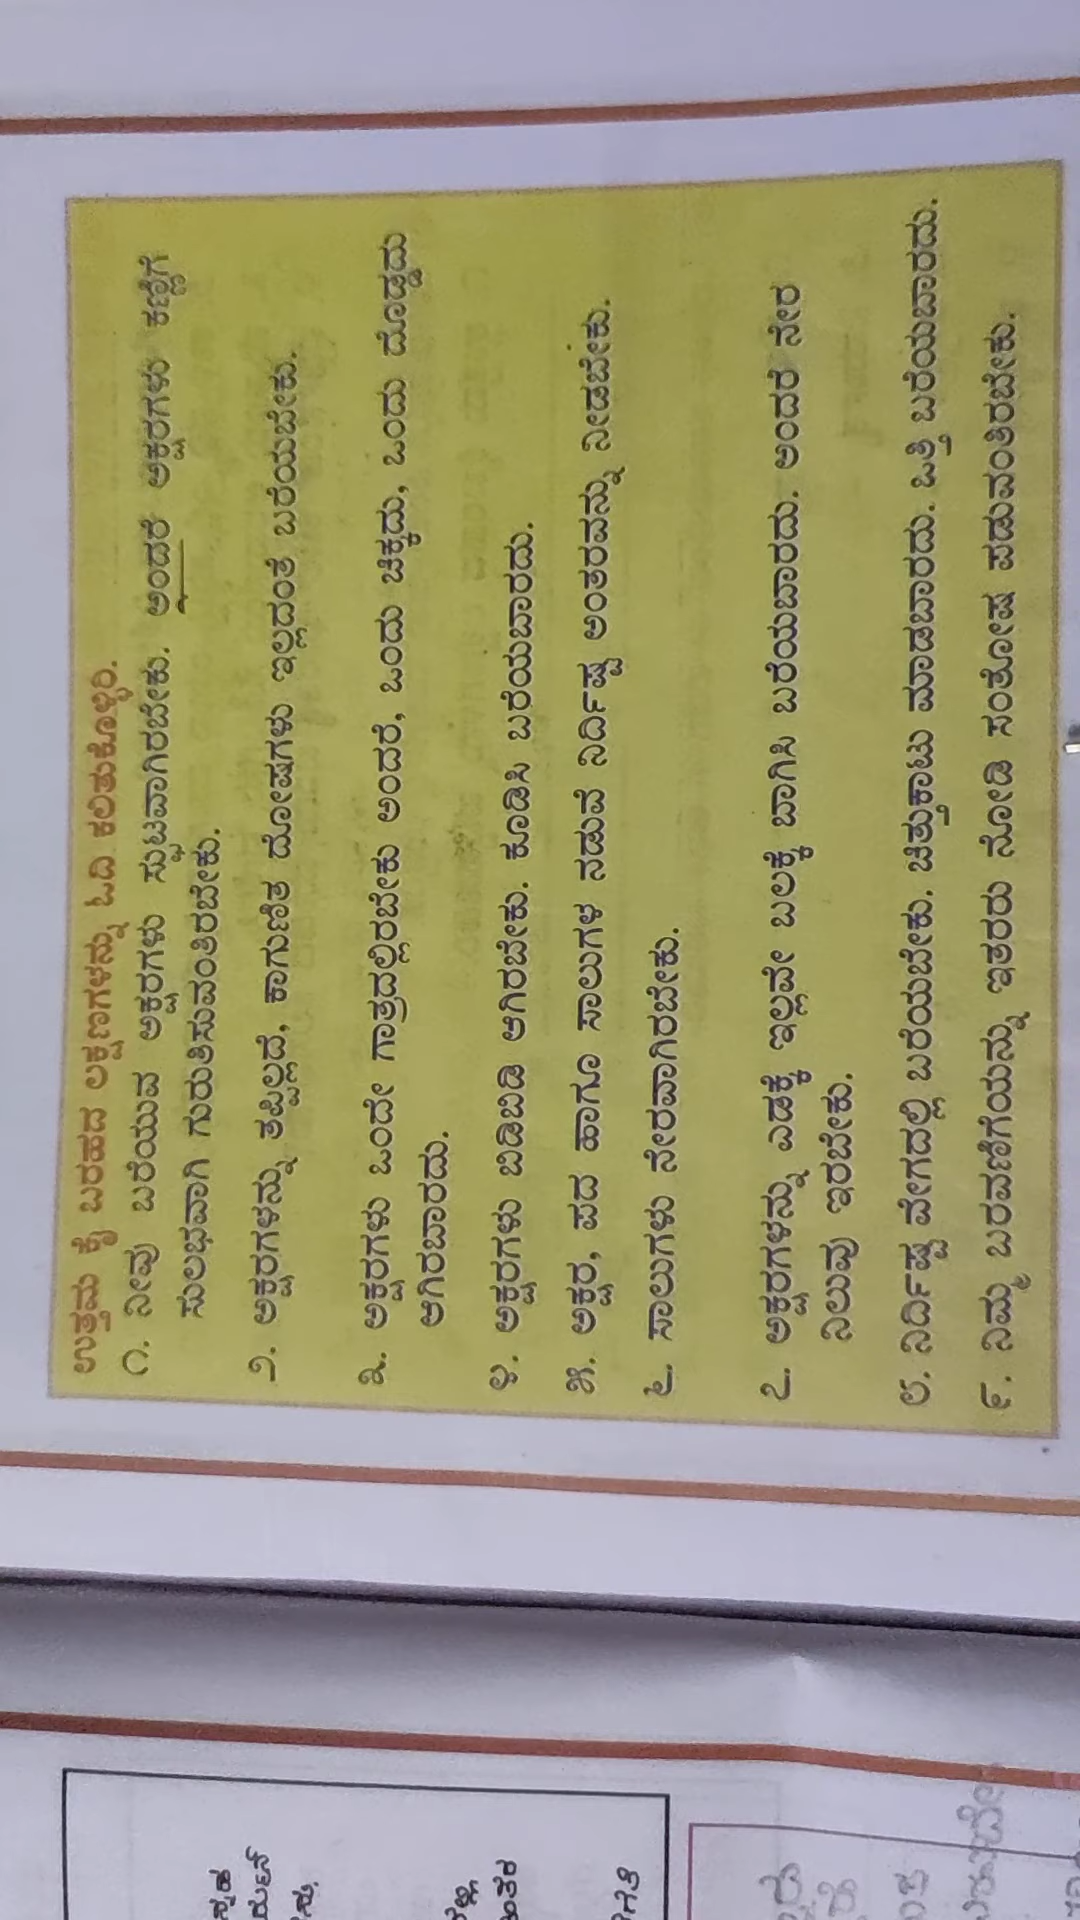 ಉತ್ತಮ ಕೈ ಬರಹದ ಲಕ್ಷಣಗಳನ್ನು ಓದಿ ಕಲಿತುಕೊಳ್ಳಿರಿ.
೧. ನೀವು ಬರೆಯುವ ಅಕ್ಷರಗಳು ಸ್ಫುಟವಾಗಿರಬೇಕು. ಅಂದರೆ ಅಕ್ಷರಗಳು ಕಣ್ಣಿಗೆ
ಸುಲಭವಾಗಿ ಗುರುತಿಸುವಂತಿರಬೇಕು.
೨. ಅಕ್ಷರಗಳನ್ನು ತಪ್ಪಿಲ್ಲದೆ, ಕಾಗುಣಿತ ದೋಷಗಳು ಇಲ್ಲದಂತೆ ಬರೆಯಬೇಕು.
೩. ಅಕ್ಷರಗಳು ಒಂದೇ ಗಾತ್ರದಲ್ಲಿರಬೇಕು ಅಂದರೆ, ಒಂದು ಚಿಕ್ಕದು, ಒಂದು ದೊಡ್ಡದು
ಆಗಿರಬಾರದು.
೪. ಅಕ್ಷರಗಳು ಬಿಡಿಬಿಡಿ ಆಗಿರಬೇಕು. ಕೂಡಿಸಿ ಬರೆಯಬಾರದು.
೫. ಅಕ್ಷರ, ಪದ ಹಾಗೂ ಸಾಲುಗಳ ನಡುವೆ ನಿರ್ದಿಷ್ಟ ಅಂತರವನ್ನು ನೀಡಬೇಕು.
೬. ಸಾಲುಗಳು ನೇರವಾಗಿರಬೇಕು.
೭. ಅಕ್ಷರಗಳನ್ನು ಎಡಕ್ಕೆ ಇಲ್ಲವೇ ಬಲಕ್ಕೆ ಬಾಗಿಸಿ ಬರೆಯಬಾರದು. ಅಂದರೆ ನೇರ
ನಿಲುವು ಇರಬೇಕು.
೮. ನಿರ್ದಿಷ್ಟ ವೇಗದಲ್ಲಿ ಬರೆಯಬೇಕು. ಚಿತ್ತುಕಾಟು ಮಾಡಬಾರದು. ಒತ್ತಿ ಬರೆಯಬಾರದು.
೯. ನಿಮ್ಮ ಬರವಣಿಗೆಯನ್ನು ಇತರರು ನೋಡಿ ಸಂತೋಷ ಪಡುವಂತಿರಬೇಕು.